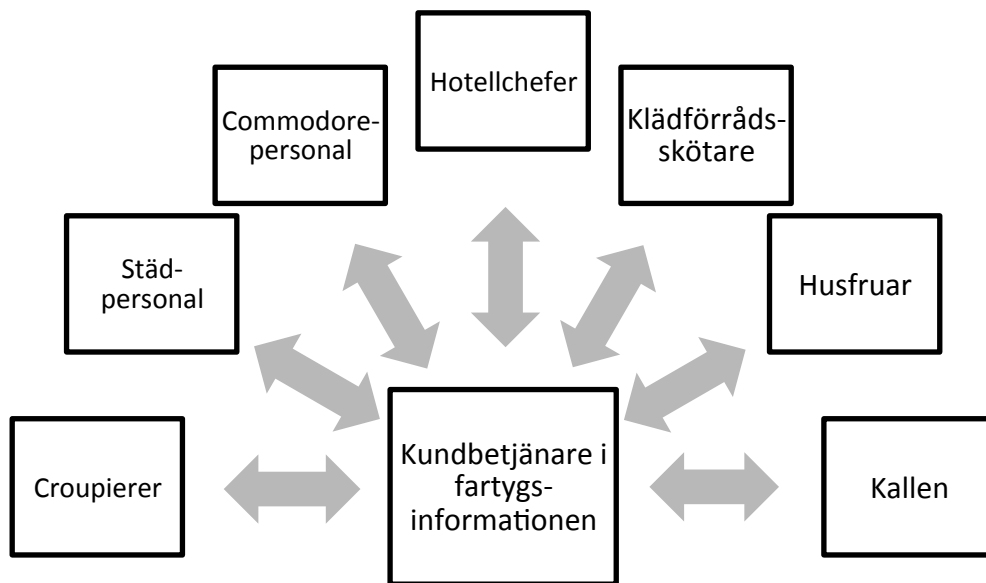 Hotellchefer
Commodore-
personal
Klädförråds-
skötare
Städ-
personal
Husfruar
Croupierer
Kundbetjänare i
fartygs-
informationen
Kallen